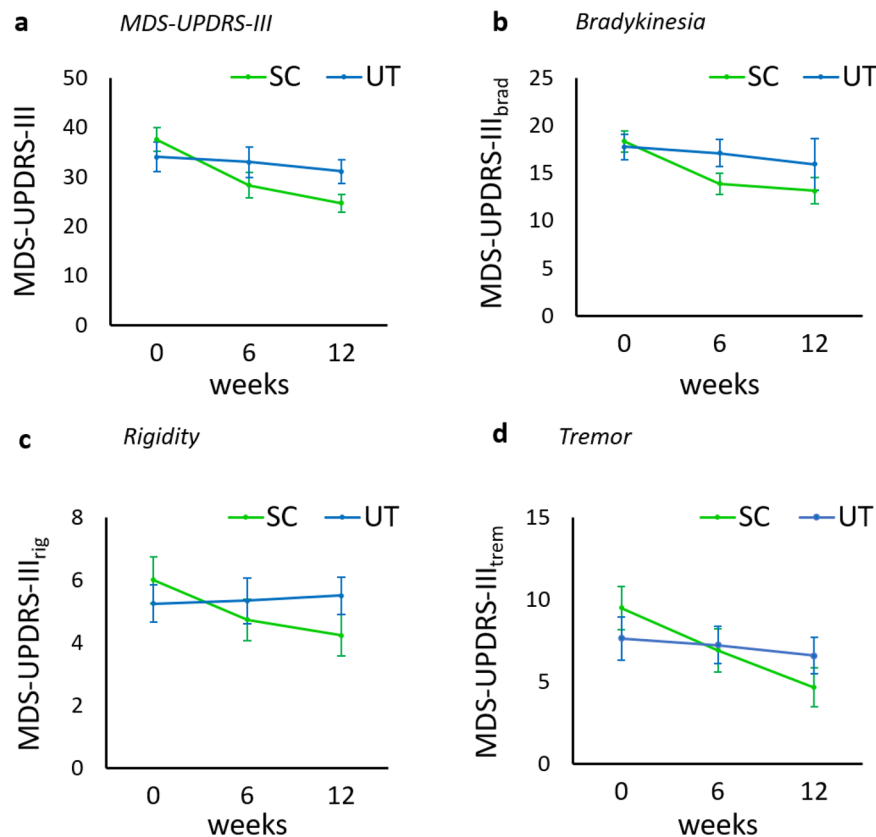 a MDS-UPDRS-III
SC UT
MDS-UPDRS-III
50
40
30
20
10
0
0 6 12
weeks
b Bradykinesia
SC UT
MDS-UPDRS-IIIbrad
25
20
15
10
5
0
0 6 12
weeks
c Rigidity
SC UT
MDS-UPDRS-IIIrig
8
6
4
2
0
0 6 12
weeks
d Tremor
SC UT
MDS-UPDRS-IIItrem
15
10
5
0
0 6 12
weeks